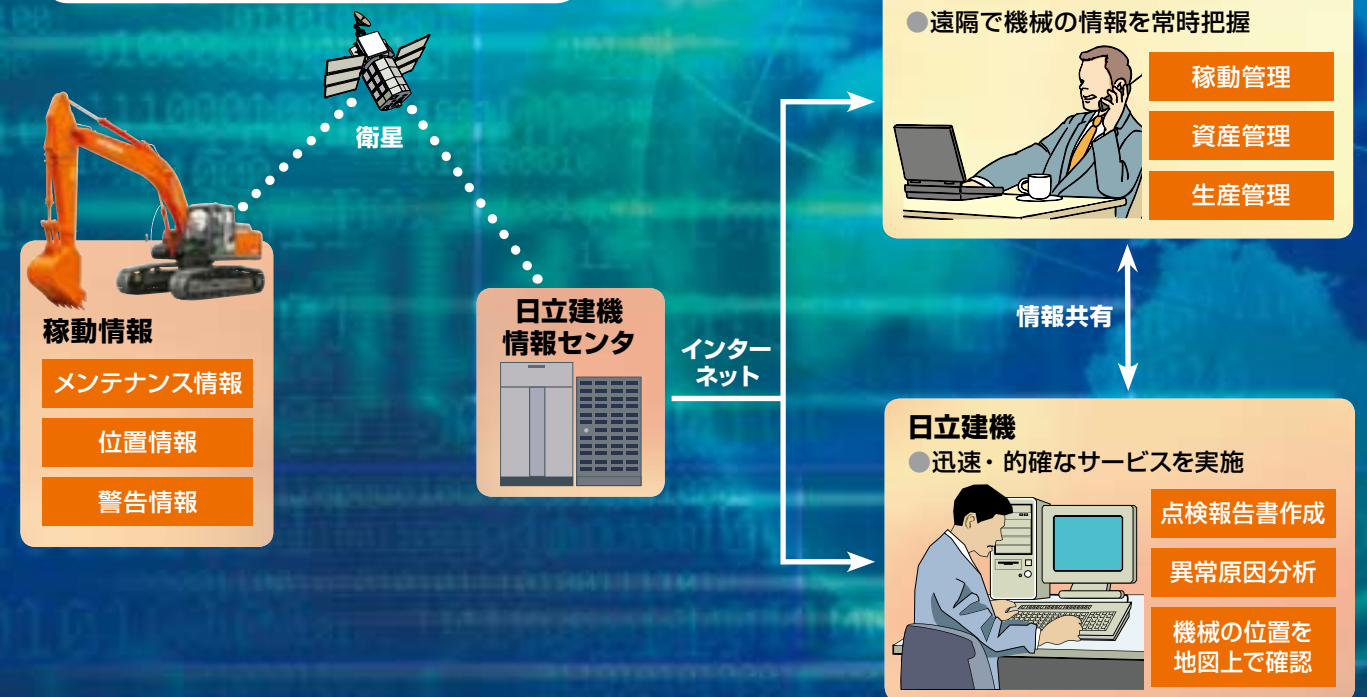 衛星
稼動情報
メンテナンス情報
位置情報
警告情報
日立建機
情報センタ
インター
ネット
●遠隔で機械の情報を常時把握
稼動管理
資産管理
生産管理
情報共有
日立建機
●迅速・的確なサービスを実施
点検報告書作成
異常原因分析
機械の位置を
地図上で確認